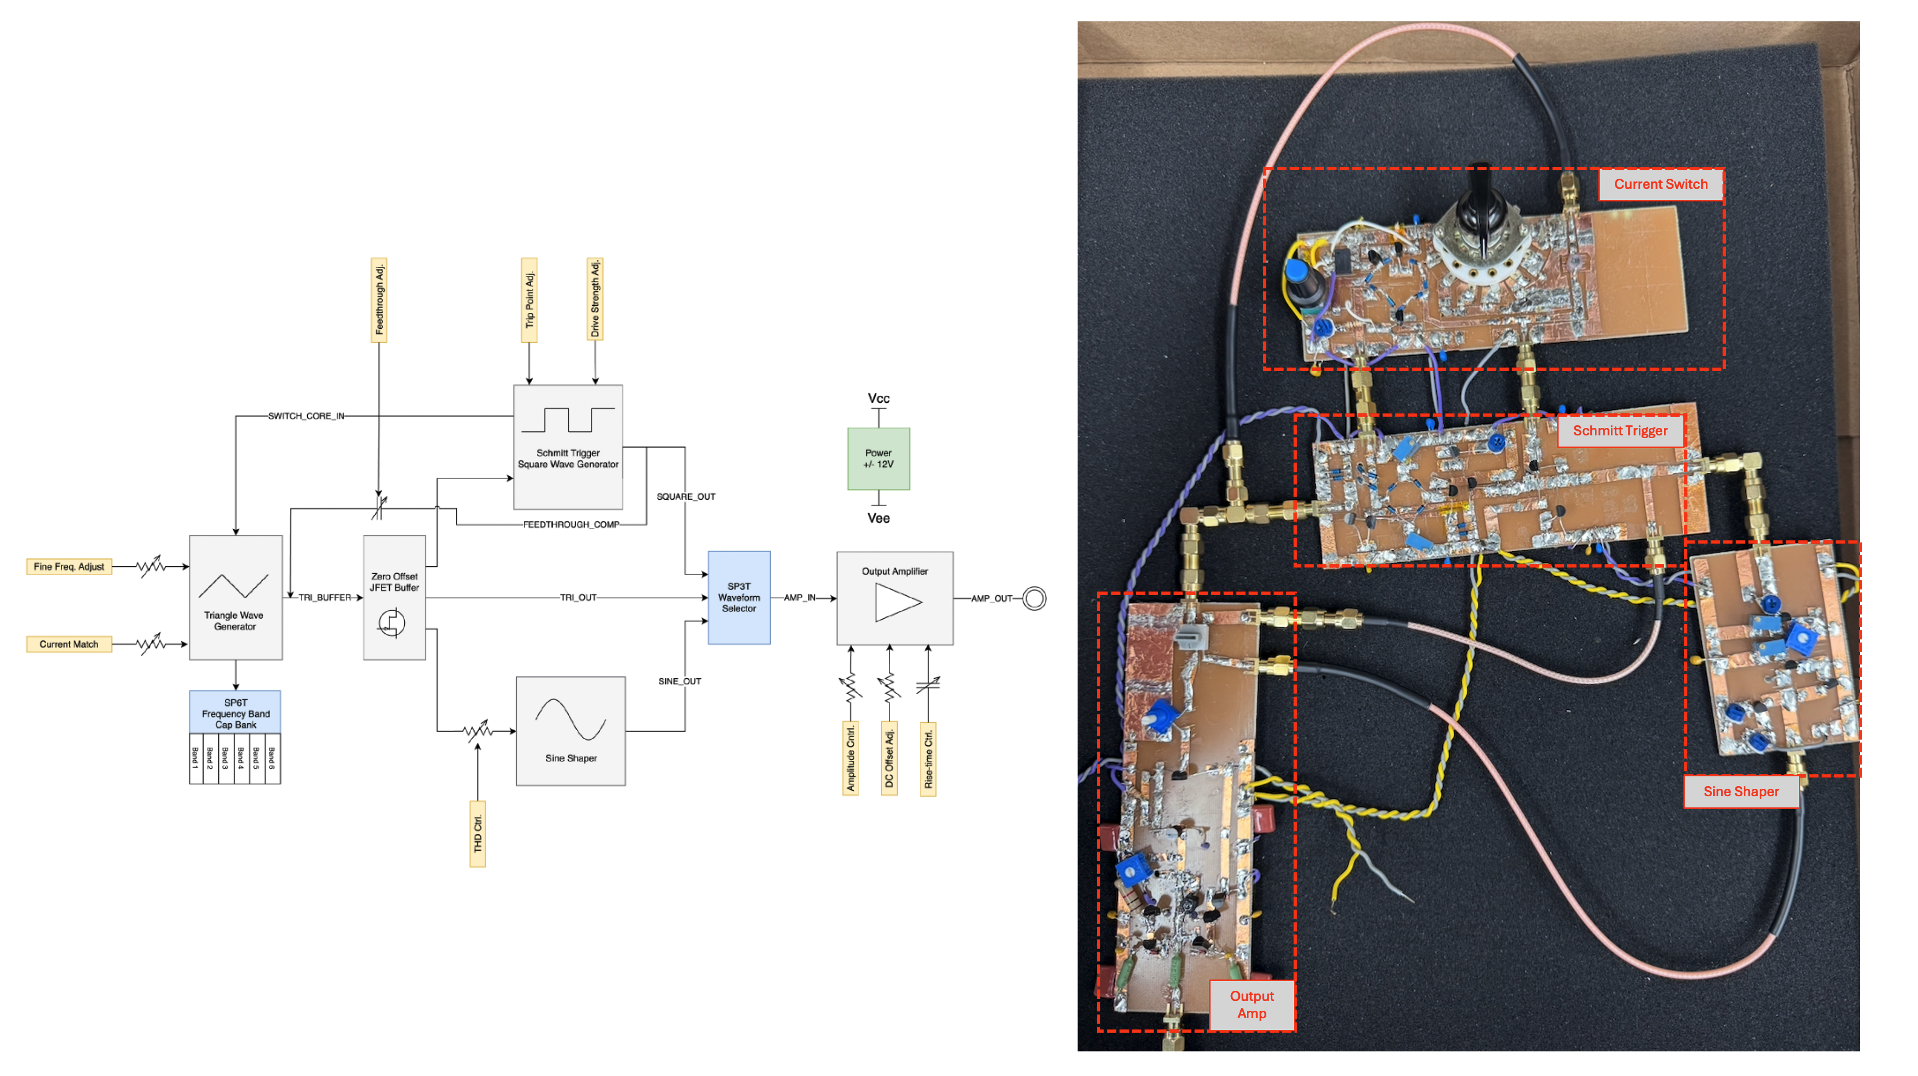 Feedthrough Adj.
Trip Point Adj.
Drive Strength Adj.
SWITCH_CORE_IN
Schmitt Trigger
Square Wave Generator
Vcc
Power
+/- 12V
Vee
SQUARE_OUT
FEEDTHROUGH_COMP
Fine Freq. Adjust
Current Match
Triangle Wave
Generator
TRI_BUFFER
Zero Offset
JFET Buffer
TRI_OUT
SP3T
Waveform
Selector
AMP_IN
Output Amplifier
AMP_OUT
SINE_OUT
SP6T
Frequency Band
Cap Bank
Band 1
Band 2
Band 3
Band 4
Band 5
Band 6
Sine Shaper
THD Ctrl.
Amplitude Cntrl.
DC Offset Adj.
Rise-time Ctrl.
Current Switch
Schmitt Trigger
Sine Shaper
Output
Amp